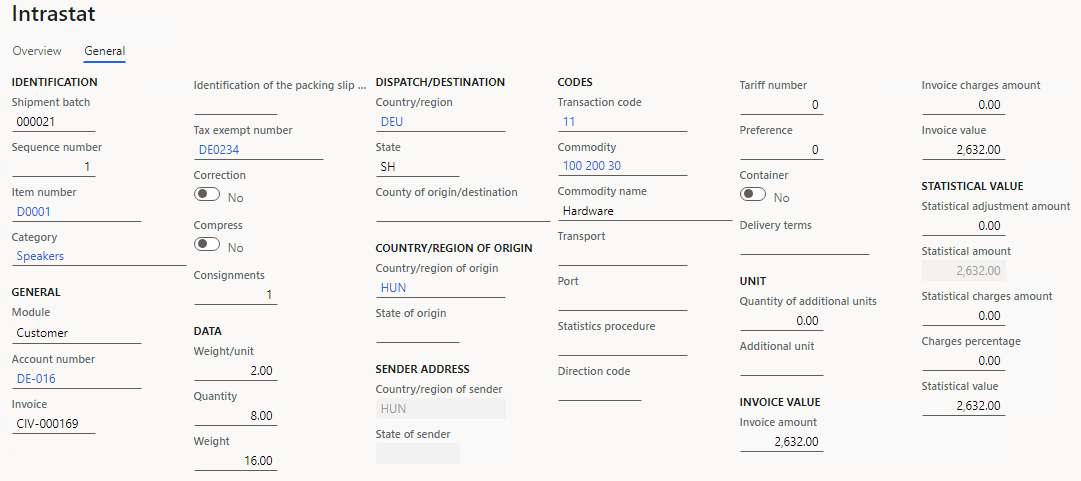 Intrastat
Overview
General
IDENTIFICATION
Shipment batch
000021
Sequence number
1
Item number
D0001
Category
Speakers
GENERAL
Module
Customer
Account number
DE-016
Invoice
CIV-000169
Identification of the packing slip ...
Tax exempt number
DE0234
Correction
No
Compress
No
Consignments
1
DATA
Weight/unit
2.00
Quantity
8.00
Weight
16.00
DISPATCH/DESTINATION
Country/region
DEU
State
SH
County of origin/destination
COUNTRY/REGION OF ORIGIN
Country/region of origin
HUN
State of origin
SENDER ADDRESS
Country/region of sender
HUN
State of sender
CODES
Transaction code
11
Commodity
100 200 30
Commodity name
Hardware
Transport
Port
Statistics procedure
Direction code
Tariff number
0
Preference
0
Container
No
Delivery terms
UNIT
Quantity of additional units
0.00
Additional unit
INVOICE VALUE
Invoice amount
2,632.00
Invoice charges amount
0.00
Invoice value
2,632.00
STATISTICAL VALUE
Statistical adjustment amount
0.00
Statistical amount
2,632.00
Statistical charges amount
0.00
Charges percentage
0.00
Statistical value
2,632.00